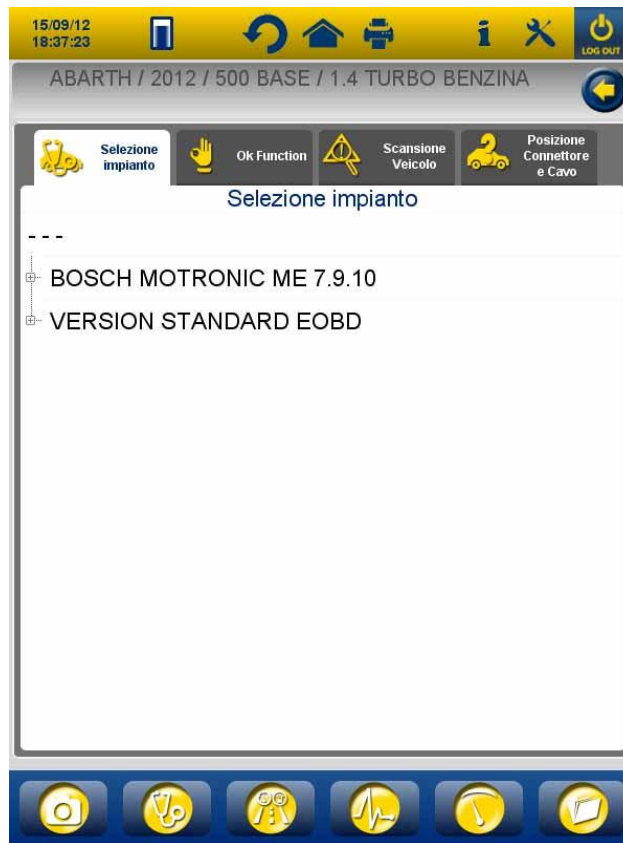 15/09/12
18:37:23
LOG OUT
ABARTH / 2012 / 500 BASE / 1.4 TURBO BENZINA
Selezione
impianto
Ok Function
Scansione
Veicolo
Posizione
Connettore
e Cavo
Selezione impianto
- - -
BOSCH MOTRONIC ME 7.9.10
VERSION STANDARD EOBD